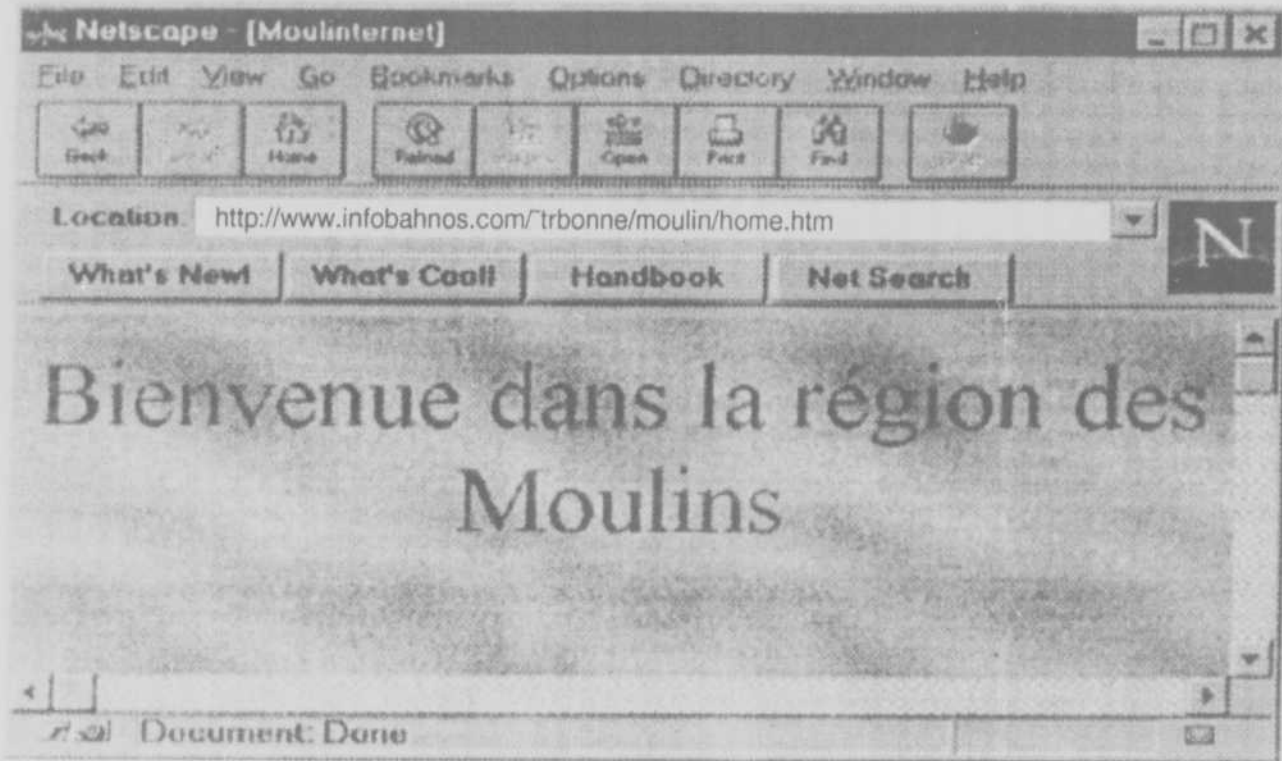 Netscape - [Moulinternet]
File Edit View Go Bookmarks Options Directory Window Help
Back Home Reload Open Print Find
Location: http://www.infobahnos.com/~trbonne/moulin/home.htm
N
What's New! What's Cool! Handbook Net Search
Bienvenue dans la région des
Moulins
Document: Done